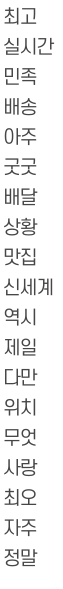 최고
실시간
민족
배송
아주
굿굿
배달
상황
맛집
신세계
역시
제일
다만
위치
무엇
사랑
최오
자주
정말